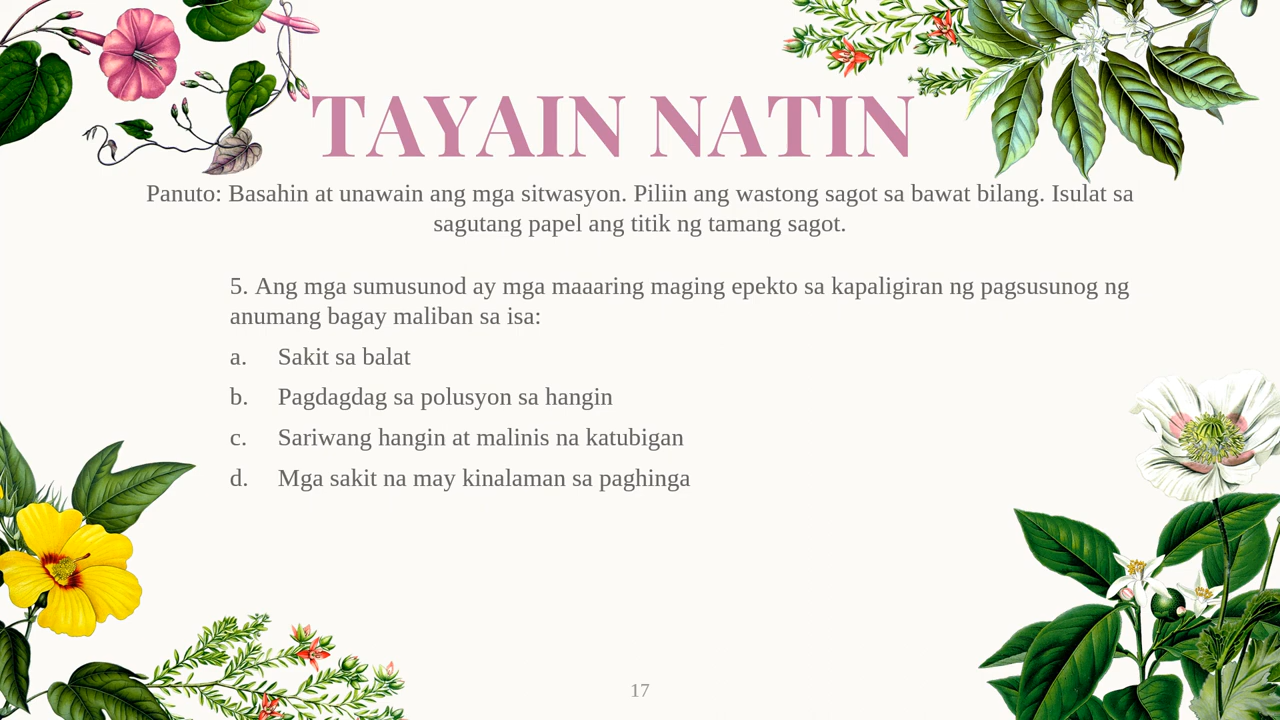 TAYAIN NATIN
Panuto: Basahin at unawain ang mga sitwasyon. Piliin ang wastong sagot sa bawat bilang. Isulat sa
sagutang papel ang titik ng tamang sagot.
5. Ang mga sumusunod ay mga maaaring maging epekto sa kapaligiran ng pagsusunog ng
anumang bagay maliban sa isa:
a. Sakit sa balat
b. Pagdagdag sa polusyon sa hangin
c. Sariwang hangin at malinis na katubigan
d. Mga sakit na may kinalaman sa paghinga
17